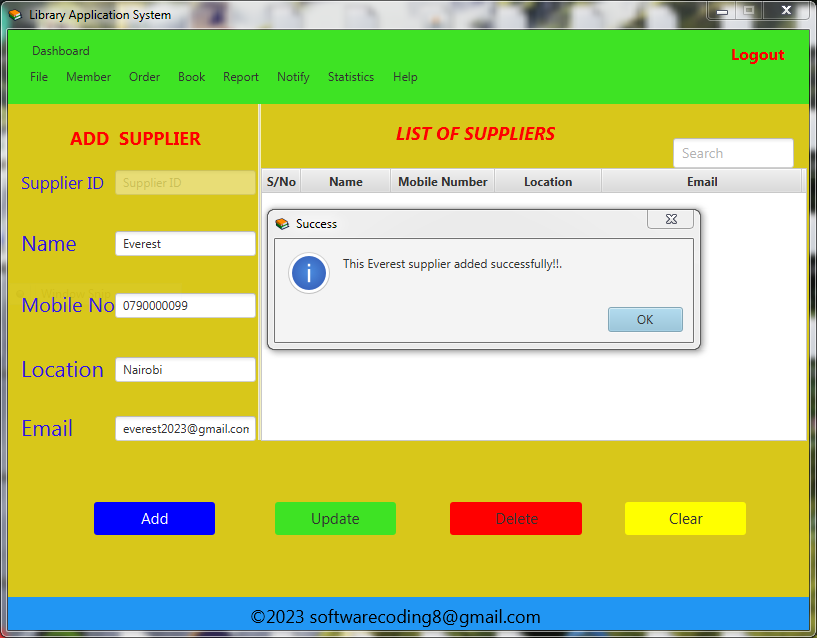 Library Application System
Dashboard
Logout
File Member Order Book Report Notify Statistics Help
ADD SUPPLIER
LIST OF SUPPLIERS
Search
Supplier ID Supplier ID
S/No Name Mobile Number Location Email
Name Everest
Mobile No 0790000099
Location Nairobi
Email everest2023@gmail.com
Success
This Everest supplier added successfully!!.
OK
Add Update Delete Clear
©2023 softwarecoding8@gmail.com